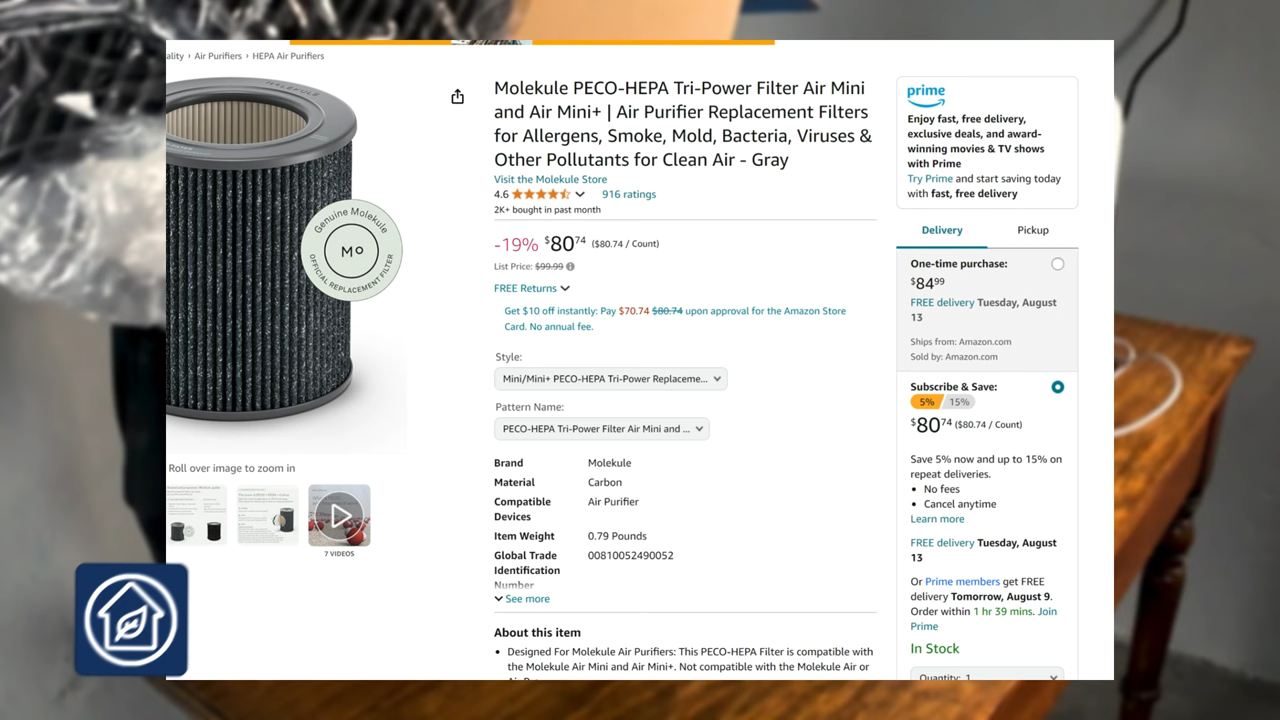 ality › Air Purifiers › HEPA Air Purifiers
MOLEKULE
Genuine Molekule
MO
OFFICIAL REPLACEMENT FILTER
Roll over image to zoom in
7 VIDEOS
Molekule PECO-HEPA Tri-Power Filter Air Mini
and Air Mini+ | Air Purifier Replacement Filters
for Allergens, Smoke, Mold, Bacteria, Viruses &
Other Pollutants for Clean Air - Gray
Visit the Molekule Store
4.6 916 ratings
2K+ bought in past month
-19% $80 74 ($80.74 / Count)
List Price: $99.99
FREE Returns
Get $10 off instantly: Pay $70.74 $80.74 upon approval for the Amazon Store
Card. No annual fee.
Style:
Mini/Mini+ PECO-HEPA Tri-Power Replaceme...
Pattern Name:
PECO-HEPA Tri-Power Filter Air Mini and ...
Brand Molekule
Material Carbon
Compatible Air Purifier
Devices
Item Weight 0.79 Pounds
Global Trade 00810052490052
Identification
Number
See more
About this item
• Designed For Molekule Air Purifiers: This PECO-HEPA Filter is compatible with
the Molekule Air Mini and Air Mini+. Not compatible with the Molekule Air or
prime
Enjoy fast, free delivery,
exclusive deals, and award-
winning movies & TV shows
with Prime
Try Prime and start saving today
with fast, free delivery
Delivery Pickup
One-time purchase:
$84 99
FREE delivery Tuesday, August
13
Ships from: Amazon.com
Sold by: Amazon.com
Subscribe & Save:
5% 15%
$80 74 ($80.74 / Count)
Save 5% now and up to 15% on
repeat deliveries.
• No fees
• Cancel anytime
Learn more
FREE delivery Tuesday, August
13
Or Prime members get FREE
delivery Tomorrow, August 9.
Order within 1 hr 39 mins. Join
Prime
In Stock
Quantity: 1